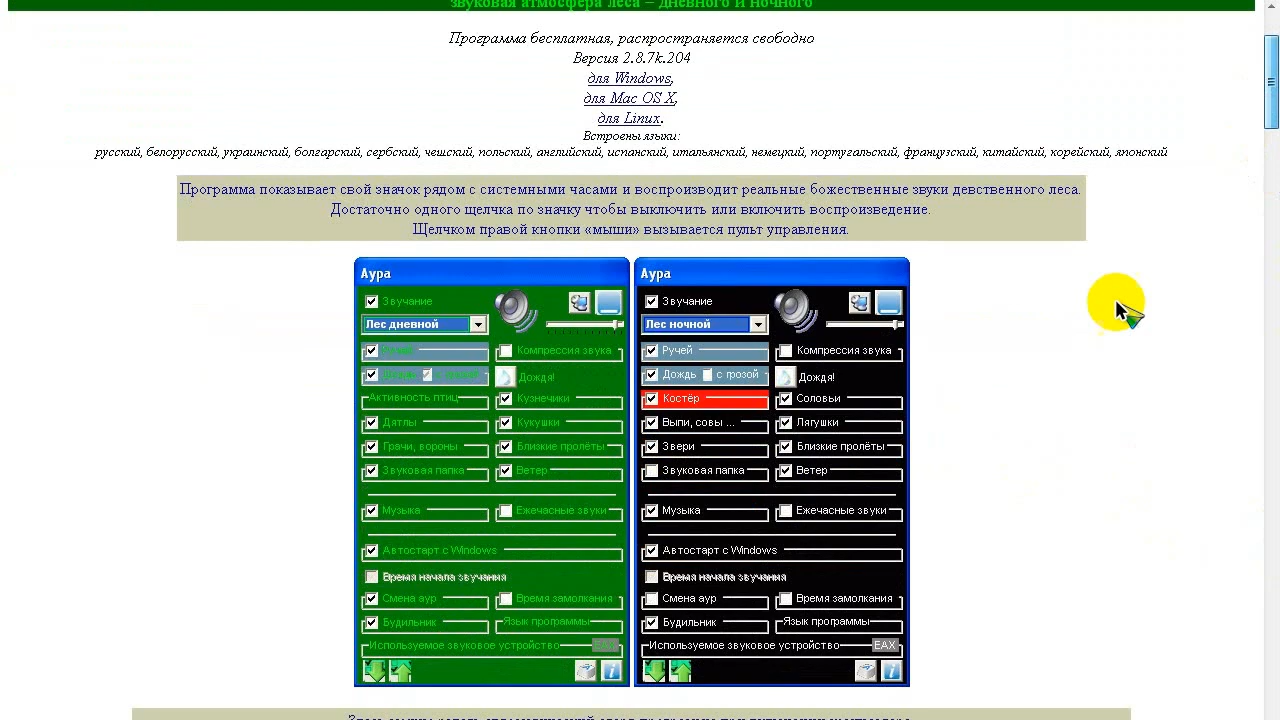 звуковая атмосфера леса – дневного и ночного
Программа бесплатная, распространяется свободно
Версия 2.8.7k.204
для Windows,
для Mac OS X,
для Linux.
Встроены языки:
русский, белорусский, украинский, болгарский, сербский, чешский, польский, английский, испанский, итальянский, немецкий, португальский, французский, китайский, корейский, японский
Программа показывает свой значок рядом с системными часами и воспроизводит реальные божественные звуки девственного леса.
Достаточно одного щелчка по значку чтобы выключить или включить воспроизведение.
Щелчком правой кнопки «мыши» вызывается пульт управления.
Аура
Звучание
Лес дневной
Ручей
Компрессия звука
Дождь с грозой
Дождя!
Активность птиц
Кузнечики
Дятлы
Кукушки
Грачи, вороны
Близкие пролёты
Звуковая папка
Ветер
Музыка
Ежечасные звуки
Автостарт с Windows
Время начала звучания
Смена аур
Время замолкания
Будильник
Язык программы
Используемое звуковое устройство
EAX
Аура
Звучание
Лес ночной
Ручей
Компрессия звука
Дождь с грозой
Дождя!
Костёр
Соловьи
Выпи, совы ...
Лягушки
Звери
Близкие пролёты
Звуковая папка
Ветер
Музыка
Ежечасные звуки
Автостарт с Windows
Время начала звучания
Смена аур
Время замолкания
Будильник
Язык программы
Используемое звуковое устройство
EAX